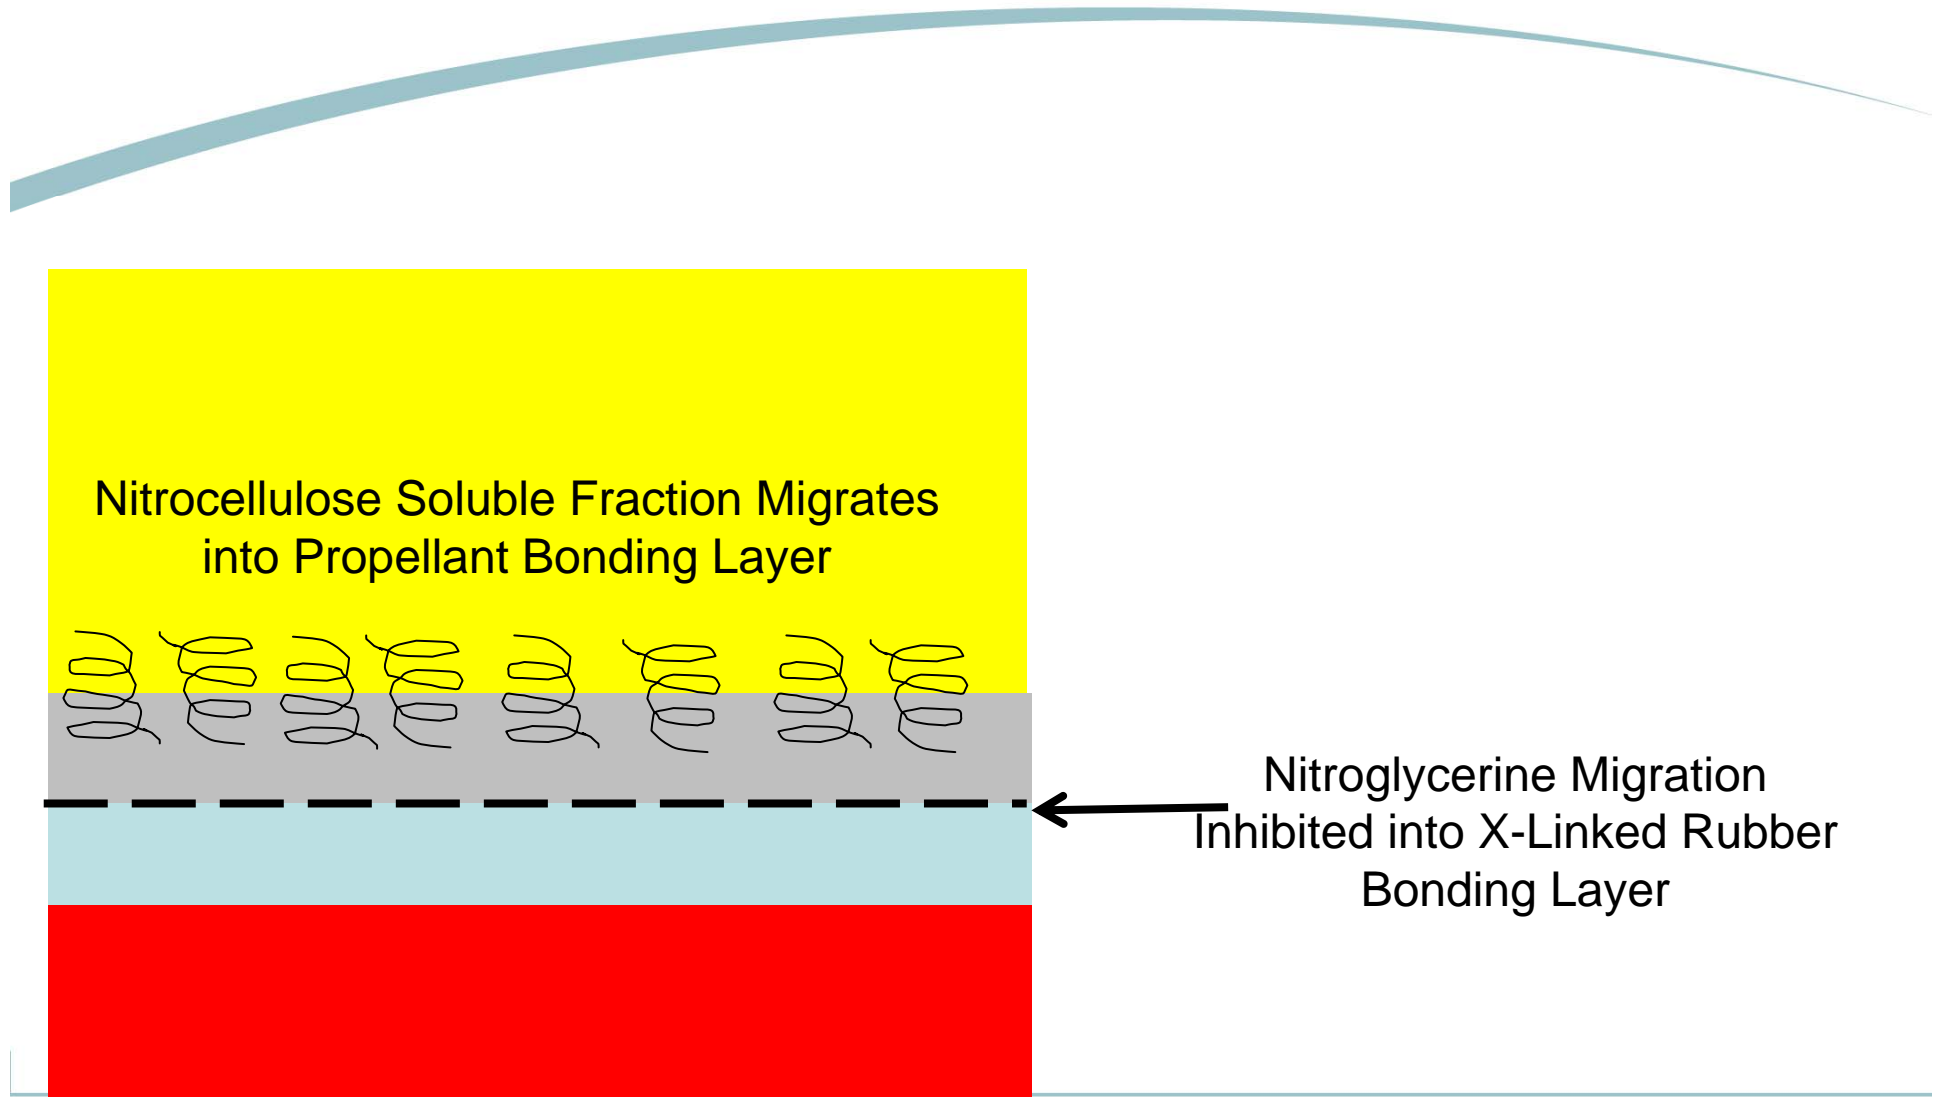 Nitrocellulose Soluble Fraction Migrates
into Propellant Bonding Layer
Nitroglycerine Migration
Inhibited into X-Linked Rubber
Bonding Layer